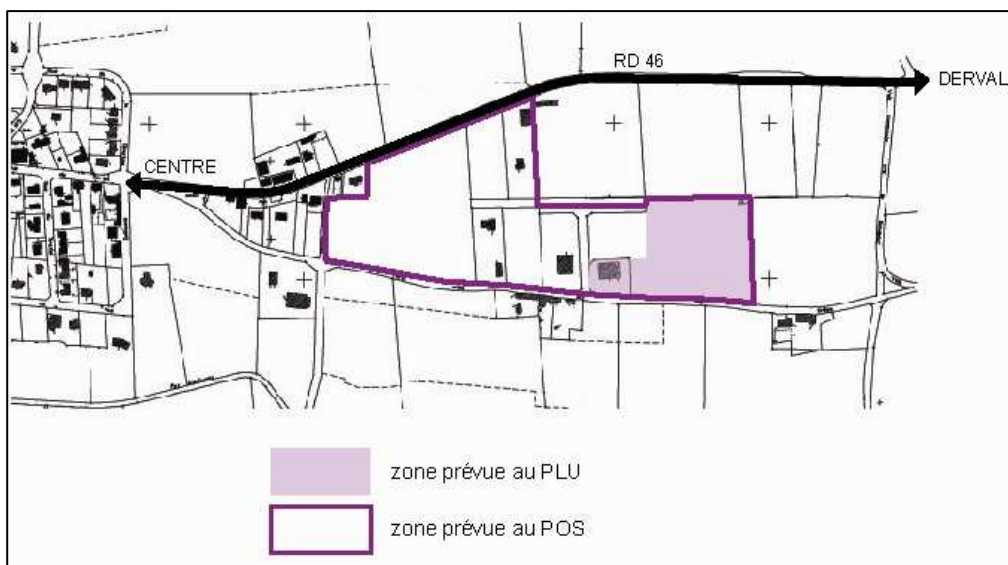 RD 46
DERVAL
CENTRE
zone prévue au PLU
zone prévue au POS